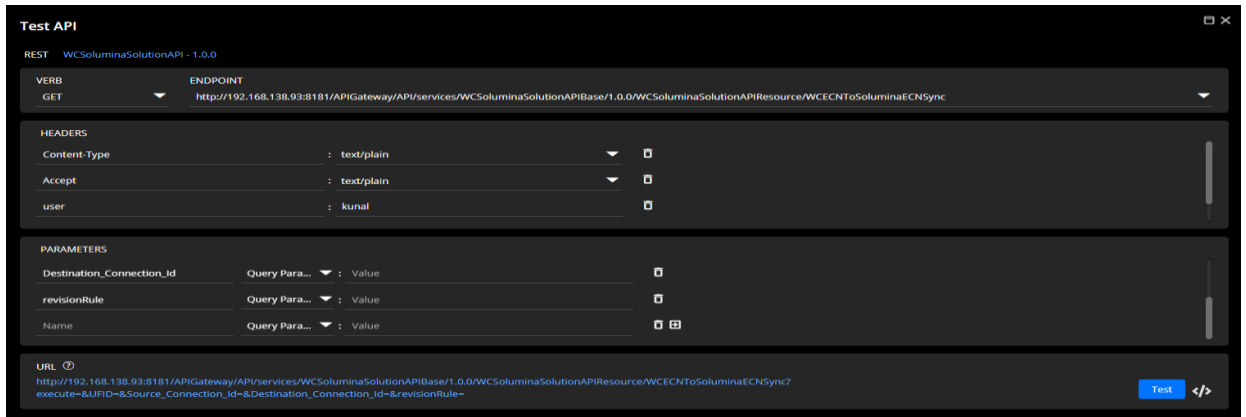 Test API
REST WCSoluminaSolutionAPI - 1.0.0
VERB ENDPOINT
GET http://192.168.138.93:8181/APIGateway/API/services/WCSoluminaSolutionAPIBase/1.0.0/WCSoluminaSolutionAPIResource/WCECNToSoluminaECNSync
HEADERS
Content-Type : text/plain
Accept : text/plain
user : kunal
PARAMETERS
Destination_Connection_Id Query Para... : Value
revisionRule Query Para... : Value
Name Query Para... : Value
URL
http://192.168.138.93:8181/APIGateway/API/services/WCSoluminaSolutionAPIBase/1.0.0/WCSoluminaSolutionAPIResource/WCECNToSoluminaECNSync?
execute=&UFID=&Source_Connection_Id=&Destination_Connection_Id=&revisionRule=
Test </>